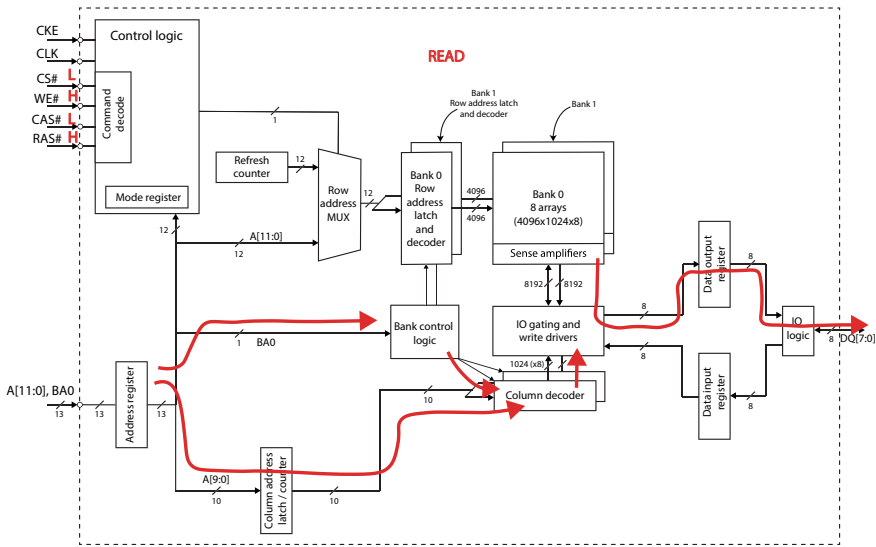 READ
CKE
CLK
CS# L
WE# H
CAS# L
RAS# H
Control logic
Command
decode
Mode register
12
1
Refresh
counter
12
Row
address
MUX
12
A[11:0]
12
Bank 1
Row address latch
and decoder
Bank 0
Row
address
latch
and
decoder
4096
4096
Bank 1
Bank 0
8 arrays
(4096x1024x8)
Sense amplifiers
8192
8192
Bank control
logic
1
BA0
IO gating and
write drivers
1024 (x8)
Column decoder
10
8
8
Data output
register
8
IO
logic
8
DQ[7:0]
Data input
register
8
A[11:0], BA0
13
13
Address register
13
A[9:0]
10
Column address
latch / counter
10